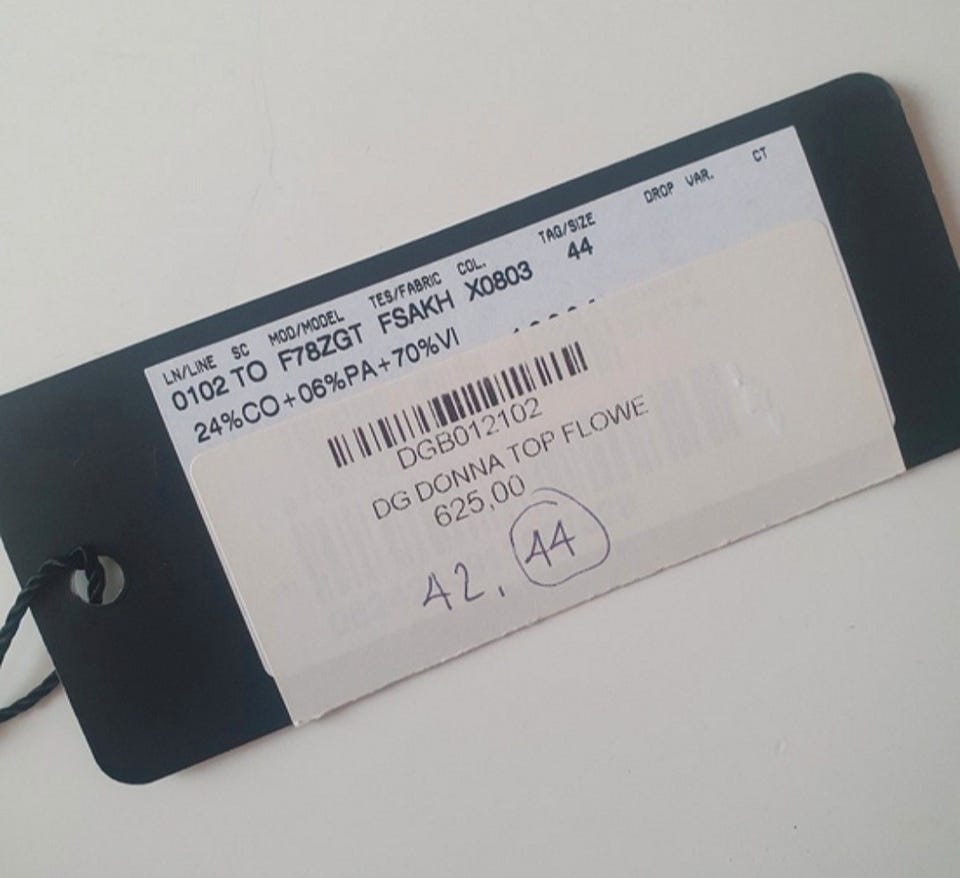 LN/LINE SC MOD/MODEL TES/FABRIC COL. TAG/SIZE DROP VAR. CT
0102 TO F78ZGT FSAKH X0803 44
24%CO+06%PA+70%VI
DGB012102
DG DONNA TOP FLOWE
625,00
42, 44